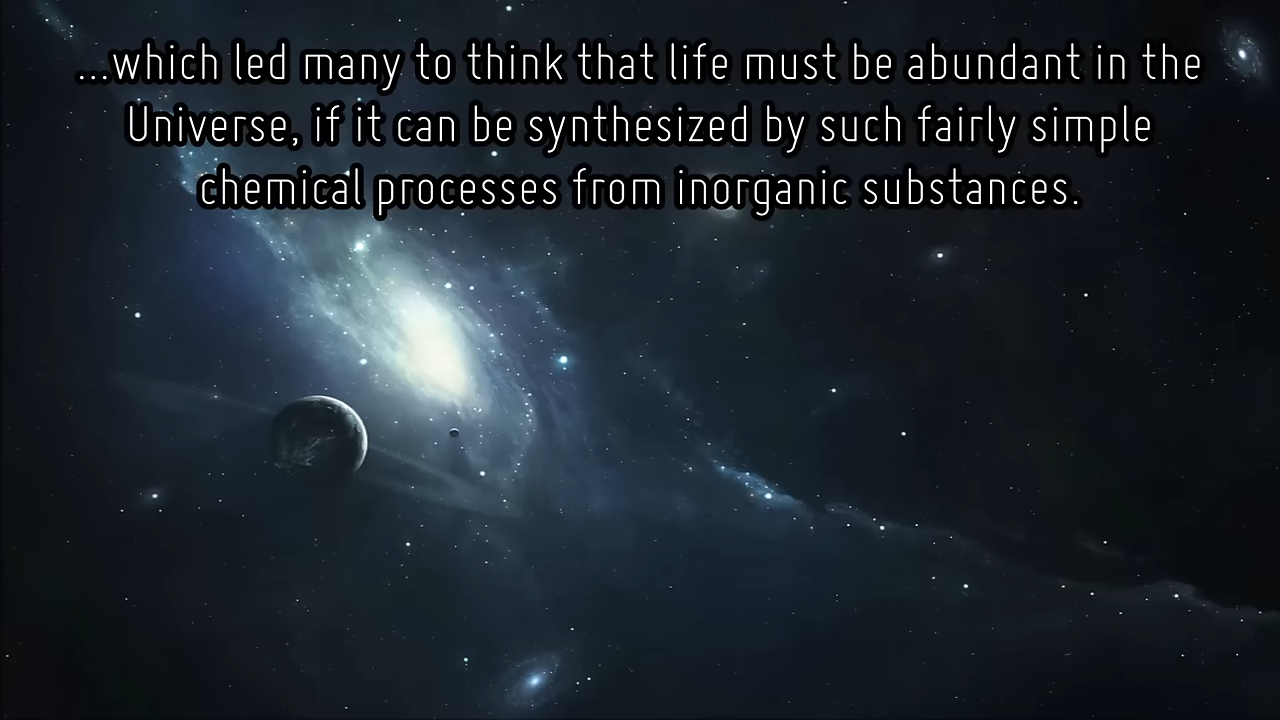 ...which led many to think that life must be abundant in the
Universe, if it can be synthesized by such fairly simple
chemical processes from inorganic substances.